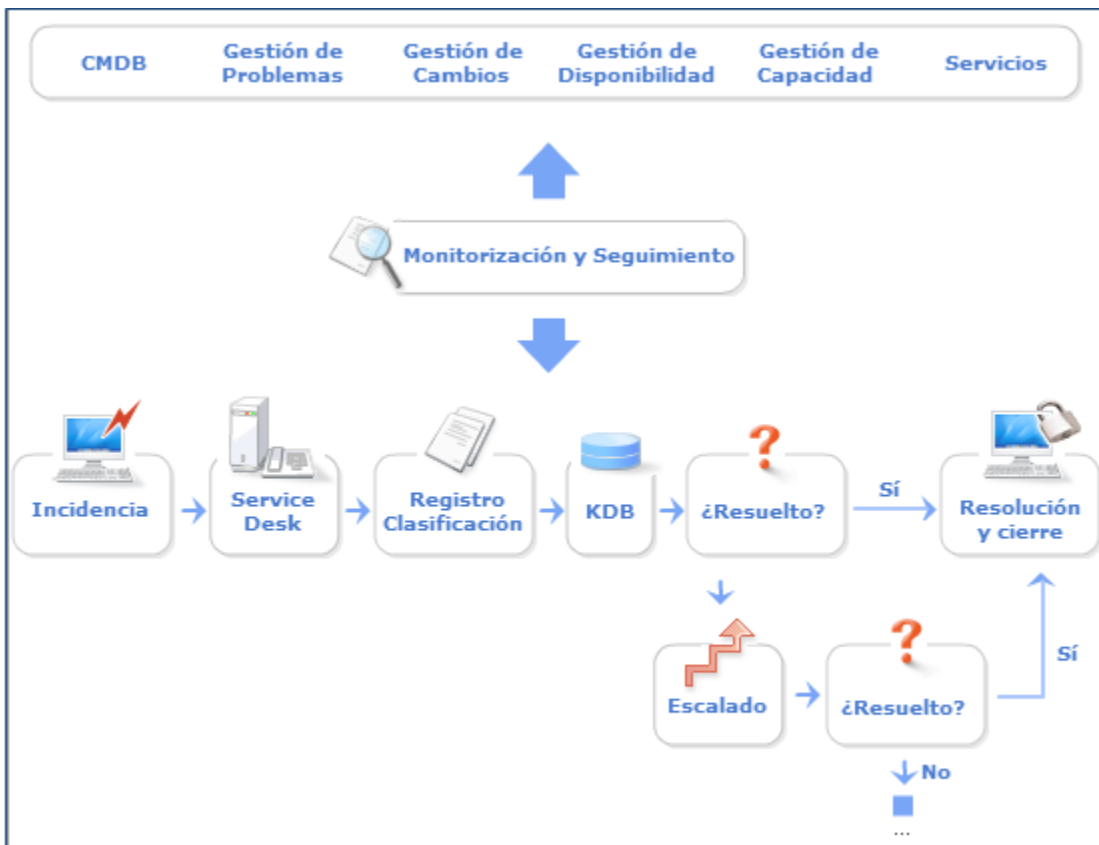 CMDB
Gestión de
Problemas
Gestión de
Cambios
Gestión de
Disponibilidad
Gestión de
Capacidad
Servicios
Monitorización y Seguimiento
Incidencia
Service
Desk
Registro
Clasificación
KDB
¿Resuelto?
Sí
Resolución
y cierre
Escalado
¿Resuelto?
Sí
No
...